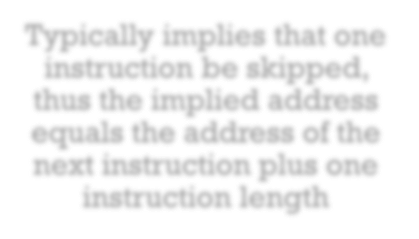 Typically implies that one
instruction be skipped,
thus the implied address
equals the address of the
next instruction plus one
instruction length